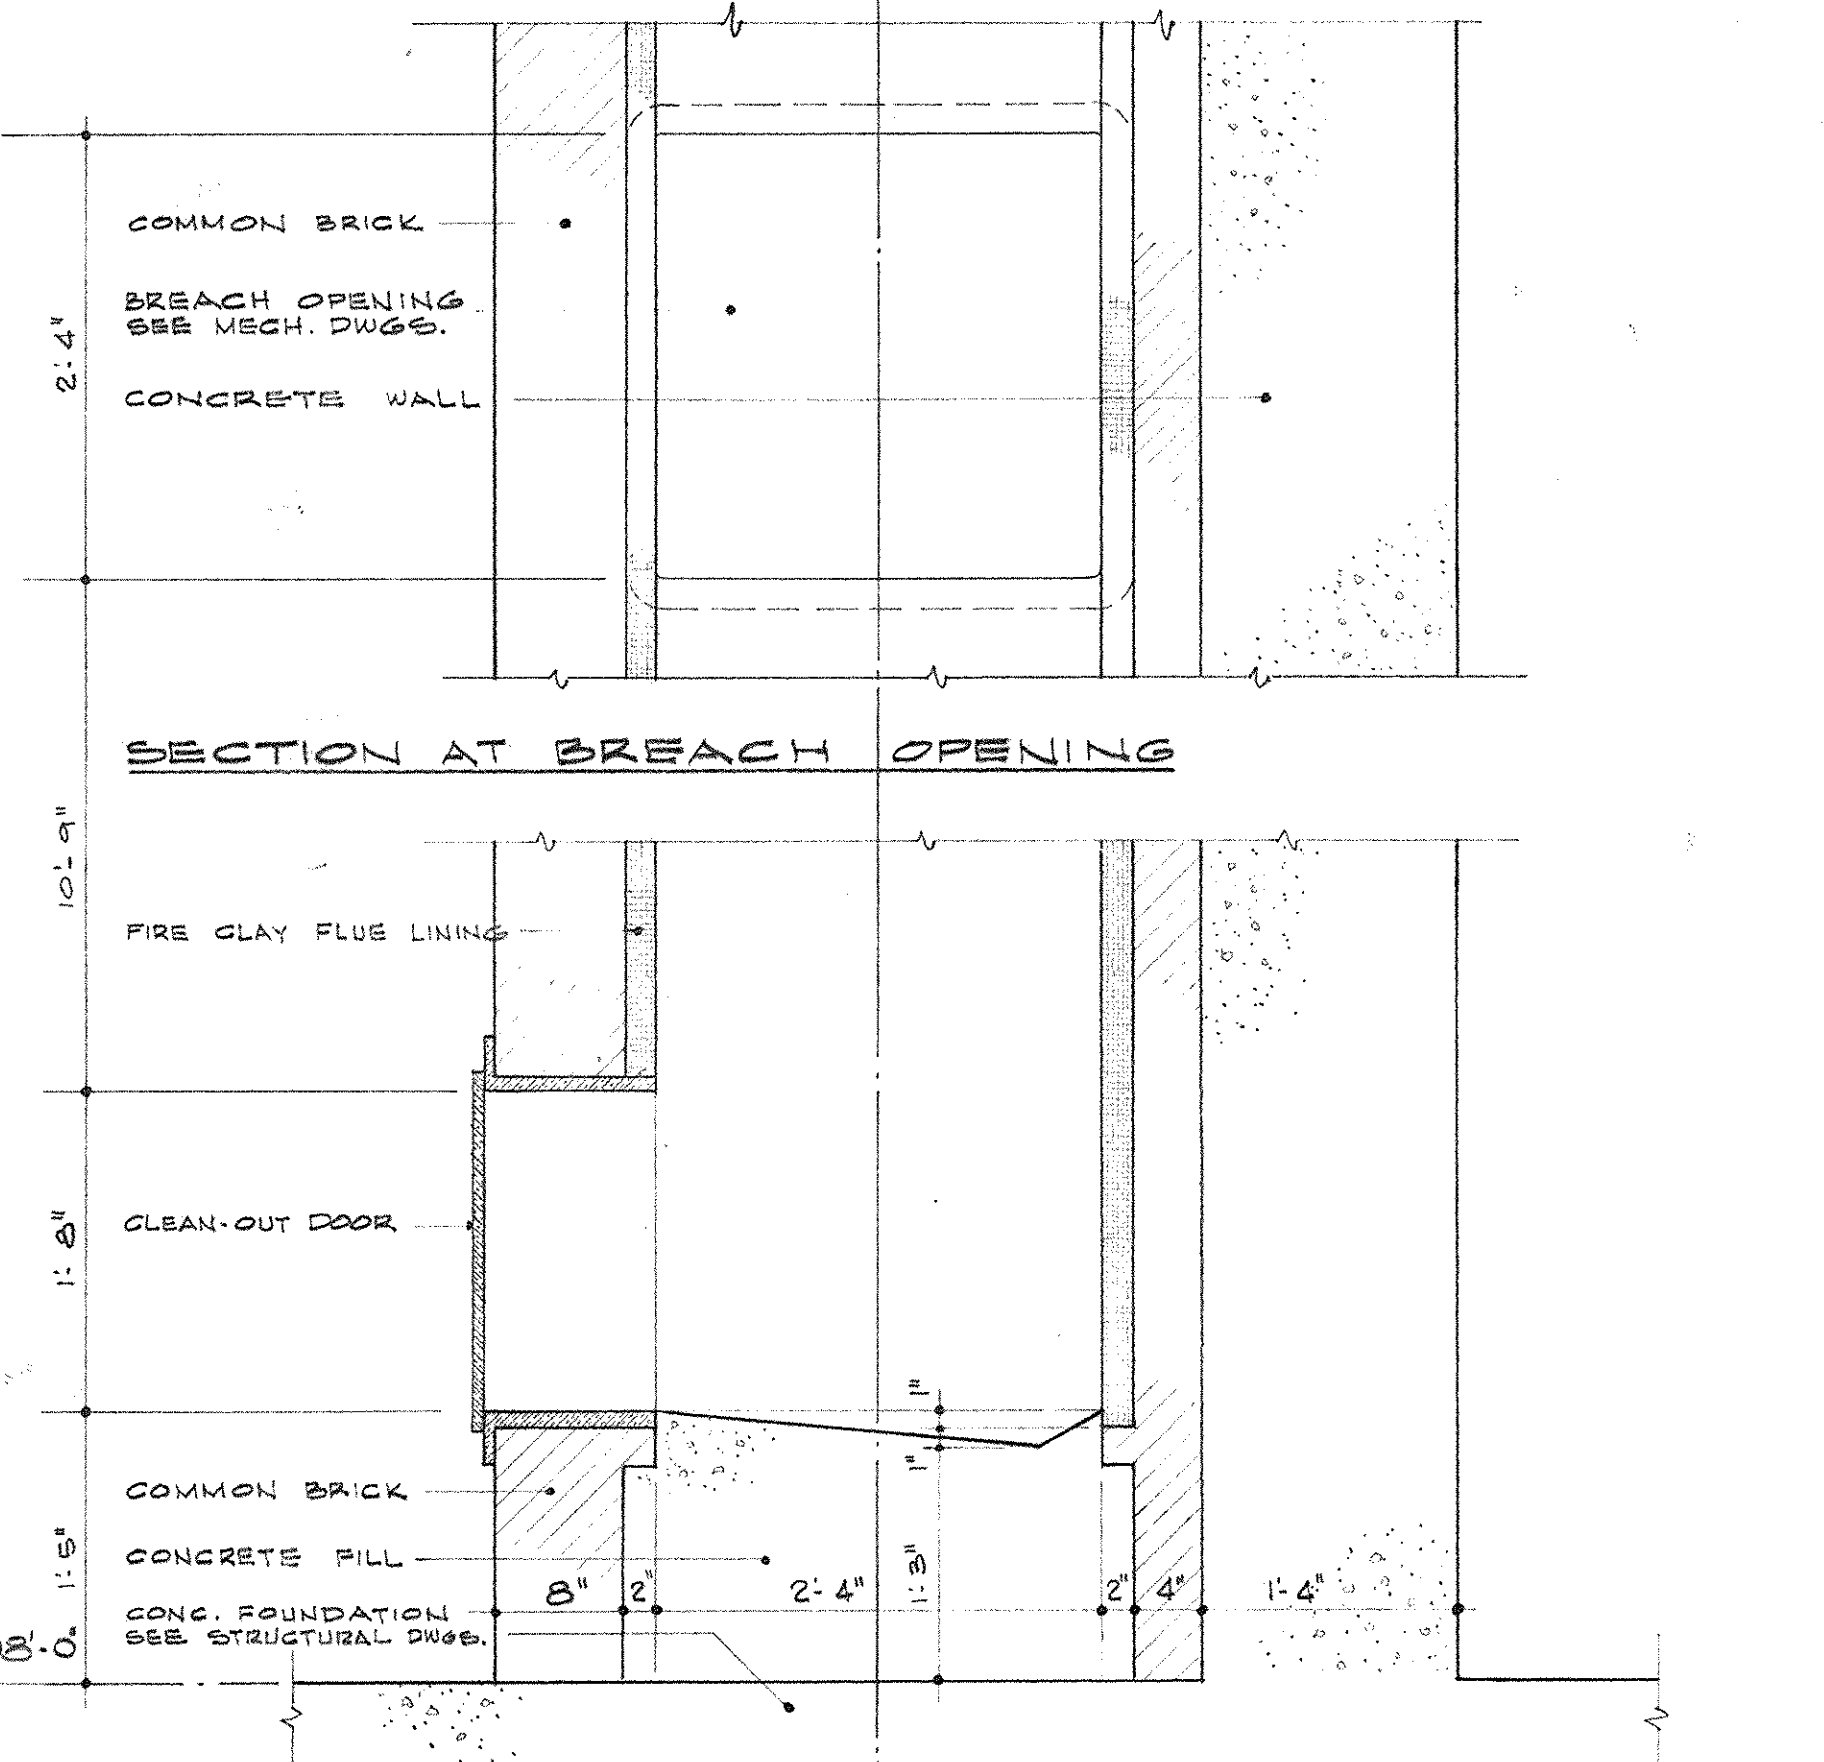 COMMON BRICK
BREACH OPENING
SEE MECH. DWGS.
2'-4"
CONCRETE WALL
SECTION AT BREACH OPENING
10'-9"
FIRE CLAY FLUE LINING
1'-8"
CLEAN-OUT DOOR
1"
1"
COMMON BRICK
1'-5"
CONCRETE FILL
1'-3"
8" 2" 2'-4" 2" 4" 1'-4"
CONC. FOUNDATION
SEE STRUCTURAL DWGS.
8'-0"